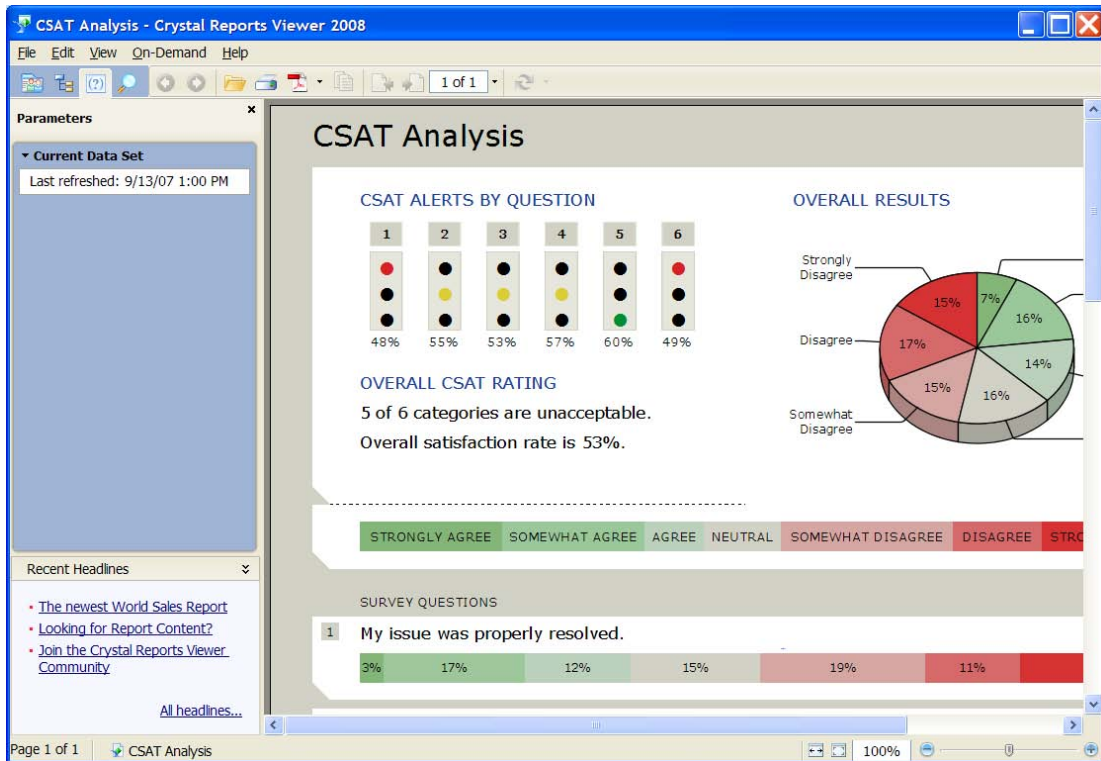 CSAT Analysis - Crystal Reports Viewer 2008
File Edit View On-Demand Help
1 of 1
Parameters
Current Data Set
Last refreshed: 9/13/07 1:00 PM
Recent Headlines
The newest World Sales Report
Looking for Report Content?
Join the Crystal Reports Viewer
Community
All headlines...
CSAT Analysis
CSAT ALERTS BY QUESTION
1 2 3 4 5 6
48% 55% 53% 57% 60% 49%
OVERALL CSAT RATING
5 of 6 categories are unacceptable.
Overall satisfaction rate is 53%.
OVERALL RESULTS
Strongly
Disagree
Disagree
Somewhat
Disagree
15% 7%
16%
17%
14%
15%
16%
STRONGLY AGREE SOMEWHAT AGREE AGREE NEUTRAL SOMEWHAT DISAGREE DISAGREE STRO
SURVEY QUESTIONS
1 My issue was properly resolved.
3% 17% 12% 15% 19% 11%
Page 1 of 1 CSAT Analysis 100%